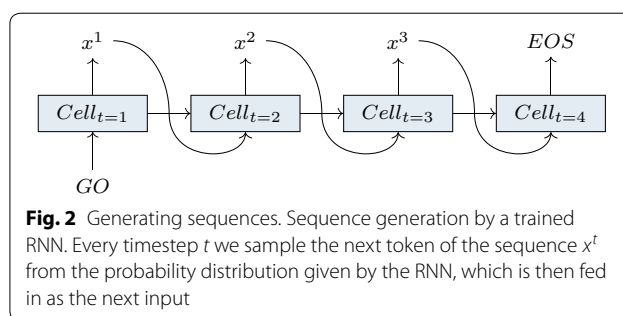 x^1 x^2 x^3 EOS
Cell_{t=1} Cell_{t=2} Cell_{t=3} Cell_{t=4}
GO
Fig. 2 Generating sequences. Sequence generation by a trained
RNN. Every timestep t we sample the next token of the sequence x^t
from the probability distribution given by the RNN, which is then fed
in as the next input